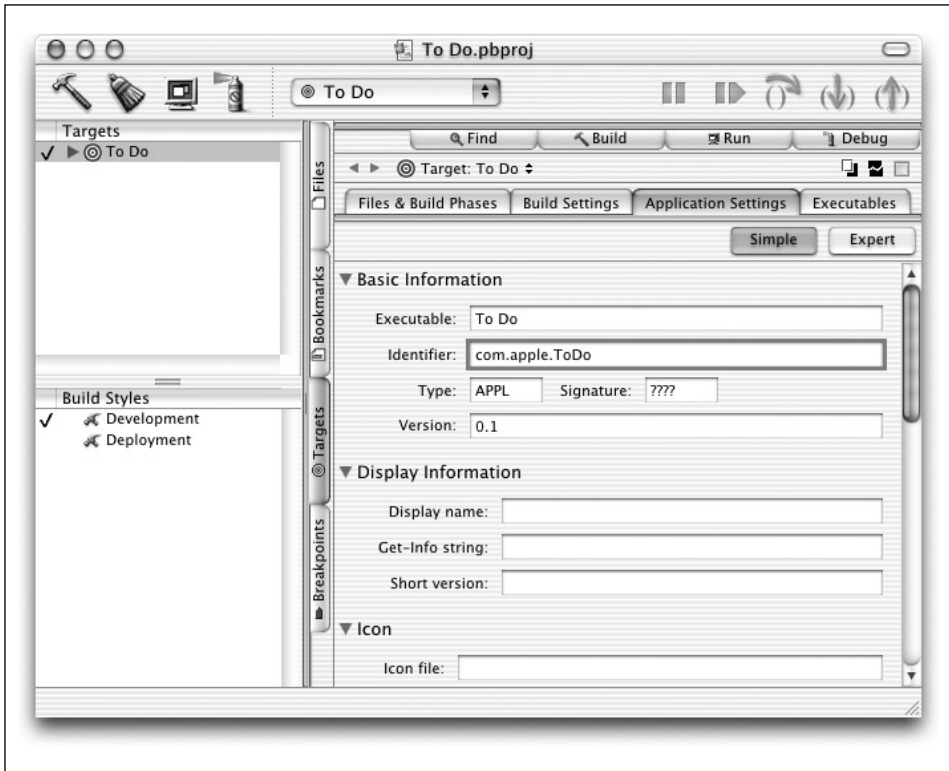 To Do.pbproj
To Do
Targets
To Do
Build Styles
Development
Deployment
Files
Bookmarks
Targets
Breakpoints
Find Build Run Debug
Target: To Do
Files & Build Phases Build Settings Application Settings Executables
Simple Expert
Basic Information
Executable: To Do
Identifier: com.apple.ToDo
Type: APPL Signature: ????
Version: 0.1
Display Information
Display name:
Get-Info string:
Short version:
Icon
Icon file: